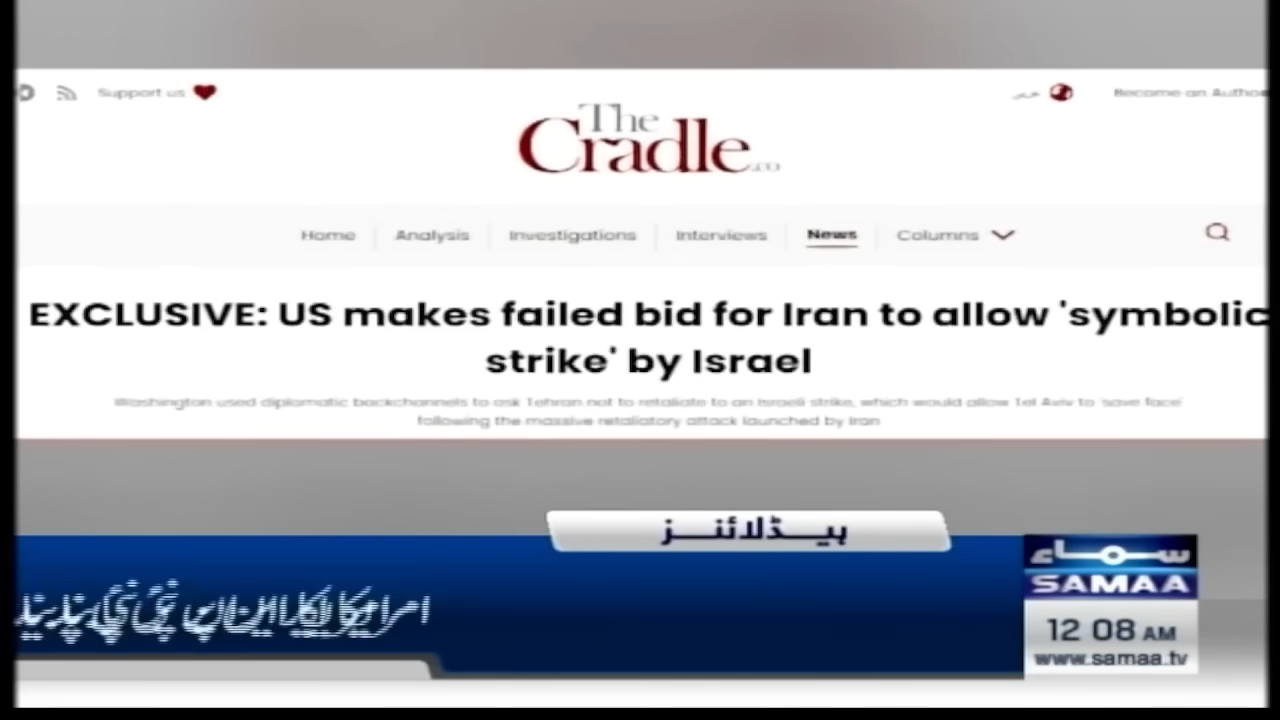 Support us
Become an Autho
The
Cradle.co
Home Analysis Investigations Interviews News Columns
EXCLUSIVE: US makes failed bid for Iran to allow 'symbolic
strike' by Israel
Washington used diplomatic backchannels to ask Tehran not to retaliate to an Israeli strike, which would allow Tel Aviv to 'save face'
following the massive retaliatory attack launched by Iran
ہیڈلائنز
سماء
SAMAA
امریکا
12 08 AM
www.samaa.tv